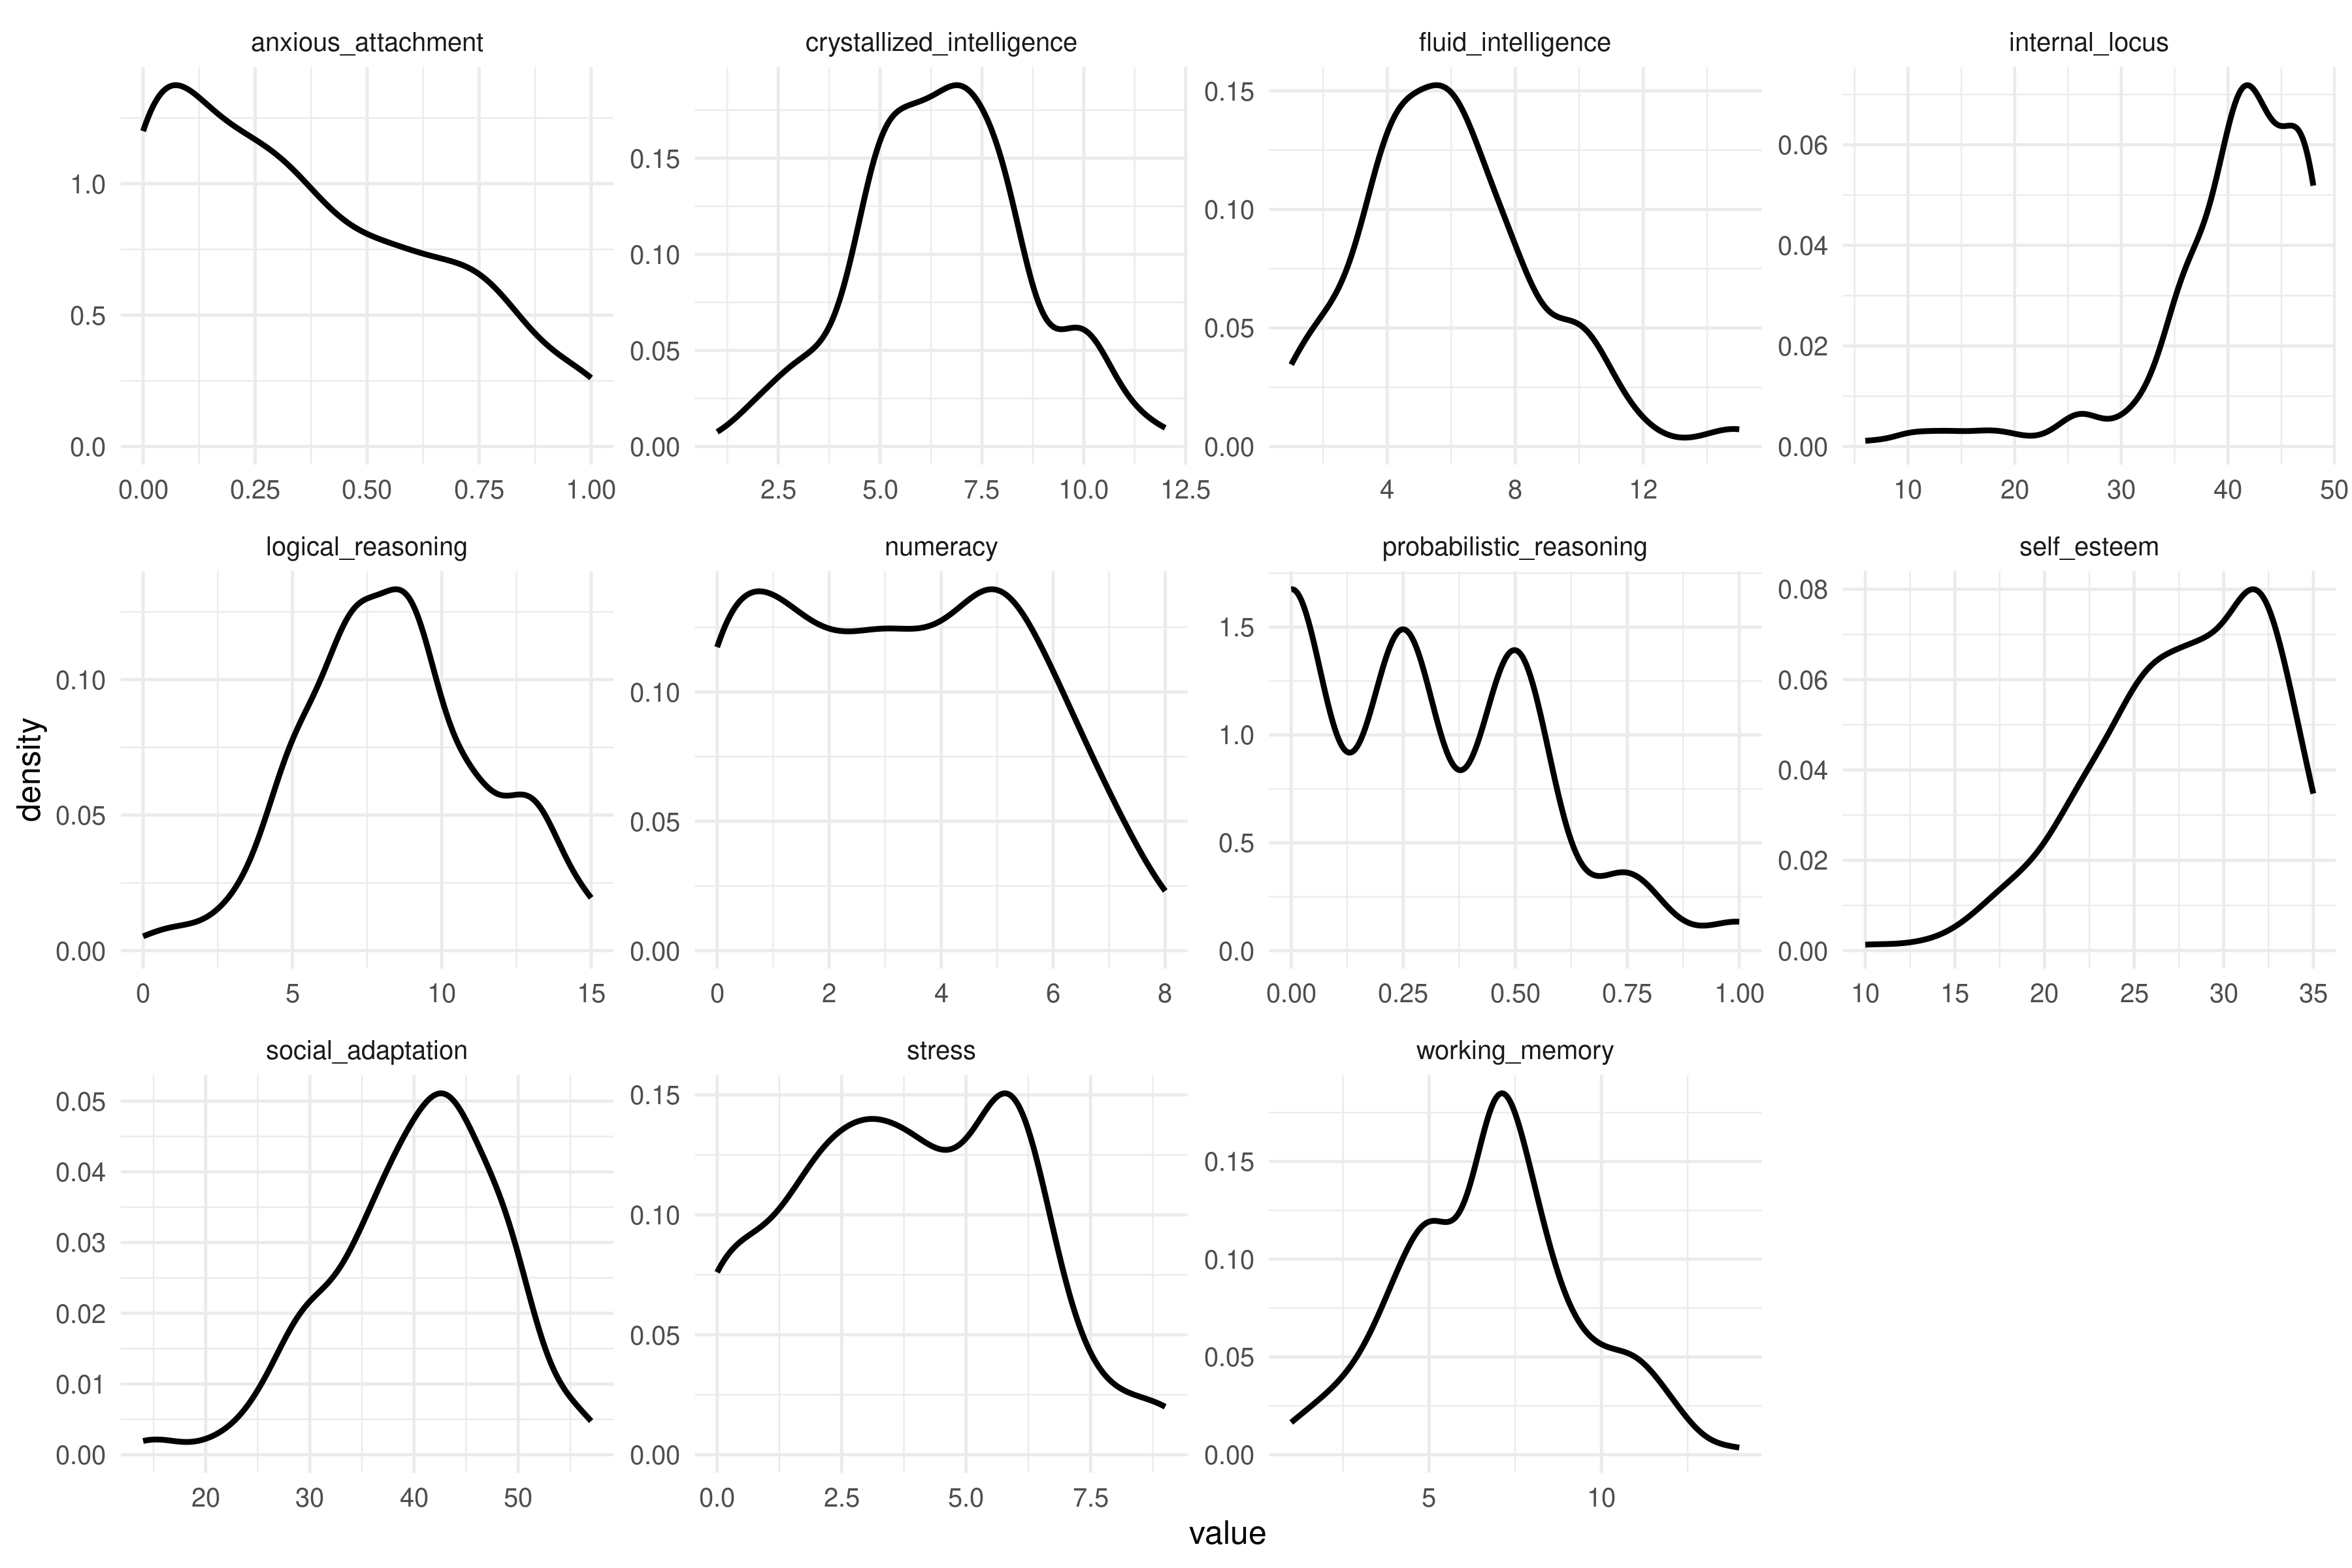 anxious_attachment crystallized_intelligence fluid_intelligence internal_locus
1.0 0.5 0.0
0.00 0.25 0.50 0.75 1.00
0.15 0.10 0.05 0.00
2.5 5.0 7.5 10.0 12.5
0.15 0.10 0.05 0.00
4 8 12
0.06 0.04 0.02 0.00
10 20 30 40 50
logical_reasoning numeracy probabilistic_reasoning self_esteem
density
0.10 0.05 0.00
0 5 10 15
0.10 0.05 0.00
0 2 4 6 8
1.5 1.0 0.5 0.0
0.00 0.25 0.50 0.75 1.00
0.08 0.06 0.04 0.02 0.00
10 15 20 25 30 35
social_adaptation stress working_memory
0.05 0.04 0.03 0.02 0.01 0.00
20 30 40 50
0.15 0.10 0.05 0.00
0.0 2.5 5.0 7.5
0.15 0.10 0.05 0.00
5 10
value